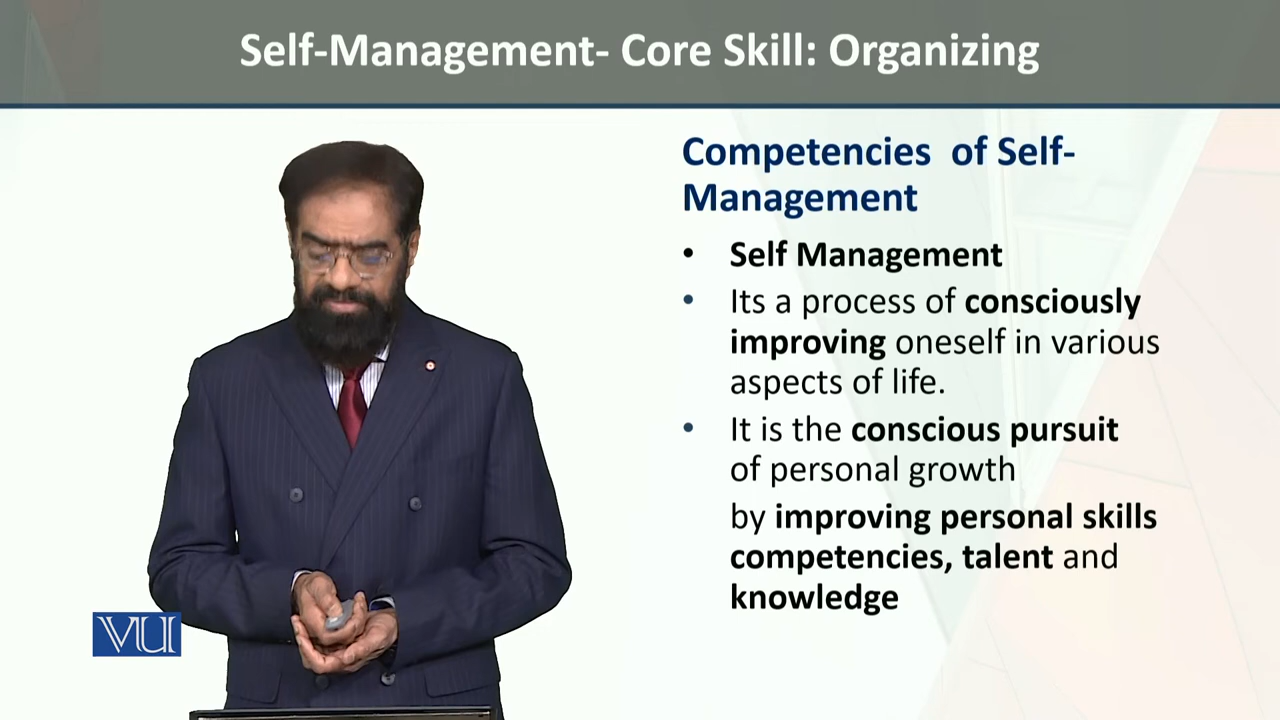 Self-Management- Core Skill: Organizing
Competencies of Self-
Management
• Self Management
• Its a process of consciously
improving oneself in various
aspects of life.
• It is the conscious pursuit
of personal growth
by improving personal skills
competencies, talent and
knowledge
VU